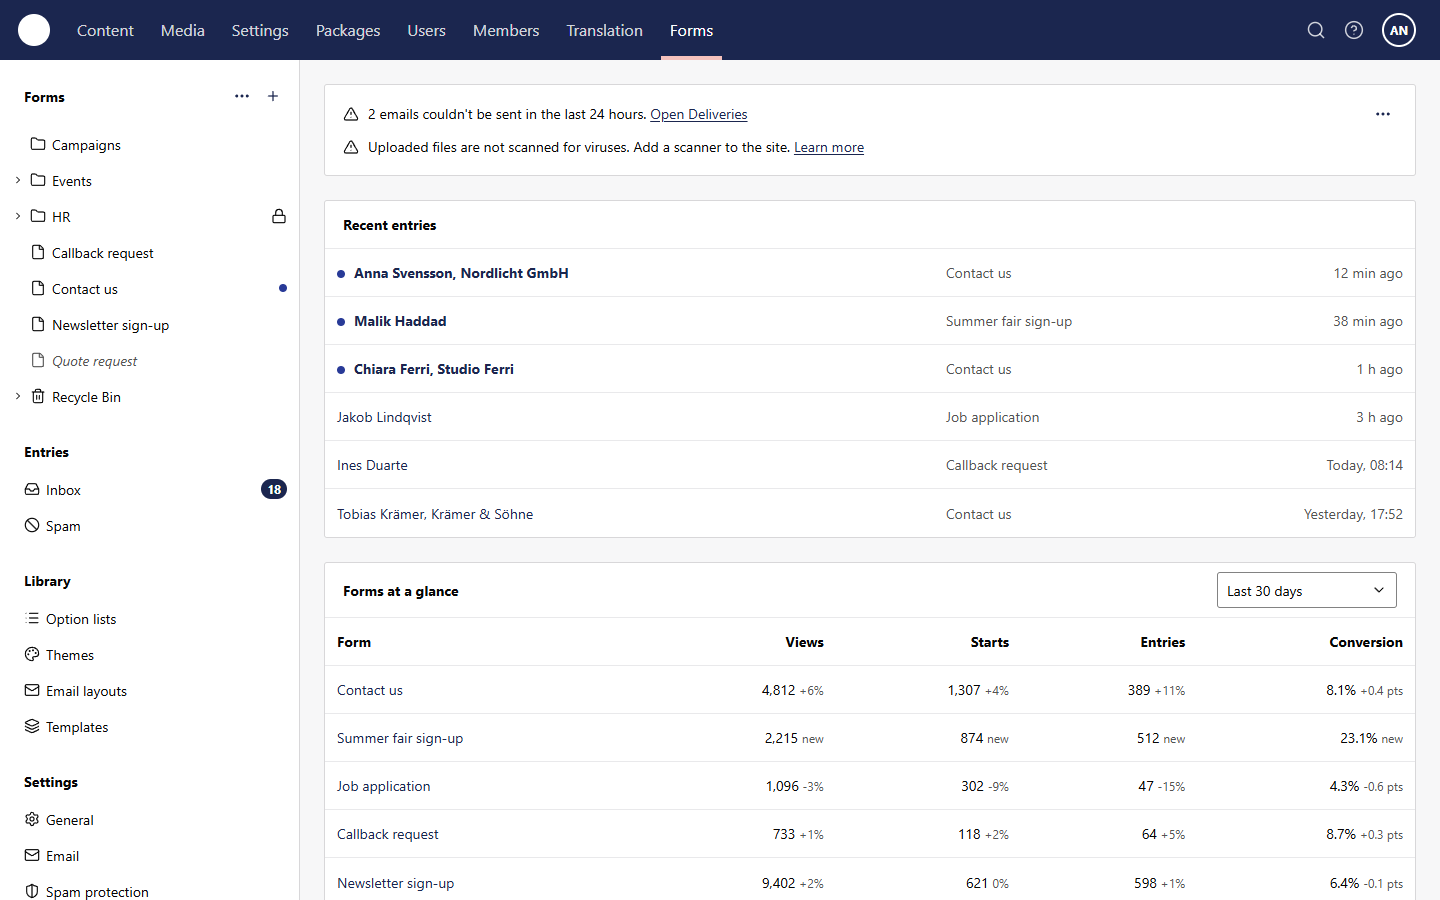 Content Media Settings Packages Users Members Translation Forms AN
Forms
Campaigns
Events
HR
Callback request
Contact us
Newsletter sign-up
Quote request
Recycle Bin
Entries
Inbox 18
Spam
Library
Option lists
Themes
Email layouts
Templates
Settings
General
Email
Spam protection
2 emails couldn't be sent in the last 24 hours. Open Deliveries
Uploaded files are not scanned for viruses. Add a scanner to the site. Learn more
Recent entries
Anna Svensson, Nordlicht GmbH Contact us 12 min ago
Malik Haddad Summer fair sign-up 38 min ago
Chiara Ferri, Studio Ferri Contact us 1 h ago
Jakob Lindqvist Job application 3 h ago
Ines Duarte Callback request Today, 08:14
Tobias Krämer, Krämer & Söhne Contact us Yesterday, 17:52
Forms at a glance Last 30 days
Form Views Starts Entries Conversion
Contact us 4,812 +6% 1,307 +4% 389 +11% 8.1% +0.4 pts
Summer fair sign-up 2,215 new 874 new 512 new 23.1% new
Job application 1,096 -3% 302 -9% 47 -15% 4.3% -0.6 pts
Callback request 733 +1% 118 +2% 64 +5% 8.7% +0.3 pts
Newsletter sign-up 9,402 +2% 621 0% 598 +1% 6.4% -0.1 pts